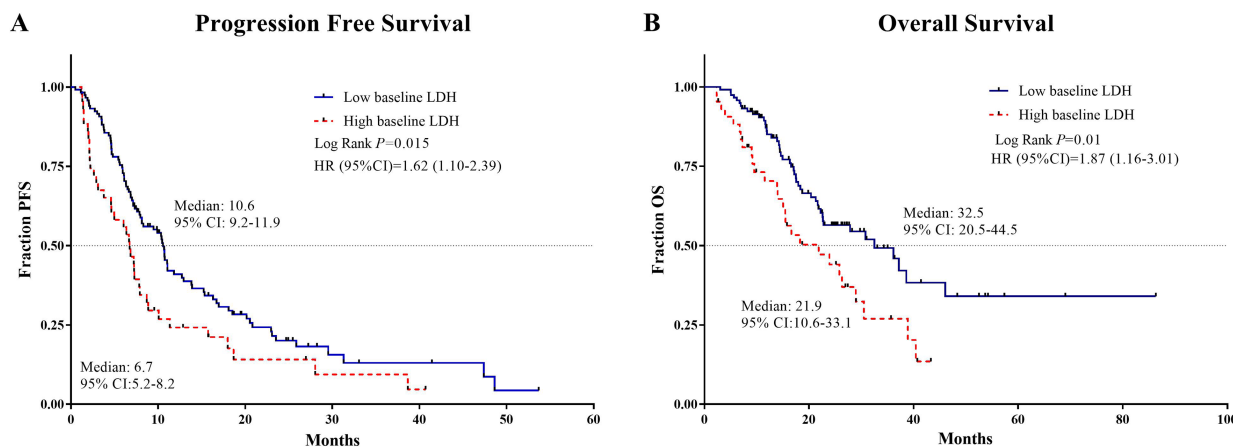 A
Progression Free Survival
Fraction PFS
1.00
0.75
0.50
0.25
0.00
Low baseline LDH
High baseline LDH
Log Rank P=0.015
HR (95%CI)=1.62 (1.10-2.39)
Median: 10.6
95% CI: 9.2-11.9
Median: 6.7
95% CI:5.2-8.2
0 10 20 30 40 50 60
Months
B
Overall Survival
Fraction OS
1.00
0.75
0.50
0.25
0.00
Low baseline LDH
High baseline LDH
Log Rank P=0.01
HR (95%CI)=1.87 (1.16-3.01)
Median: 32.5
95% CI: 20.5-44.5
Median: 21.9
95% CI:10.6-33.1
0 20 40 60 80 100
Months